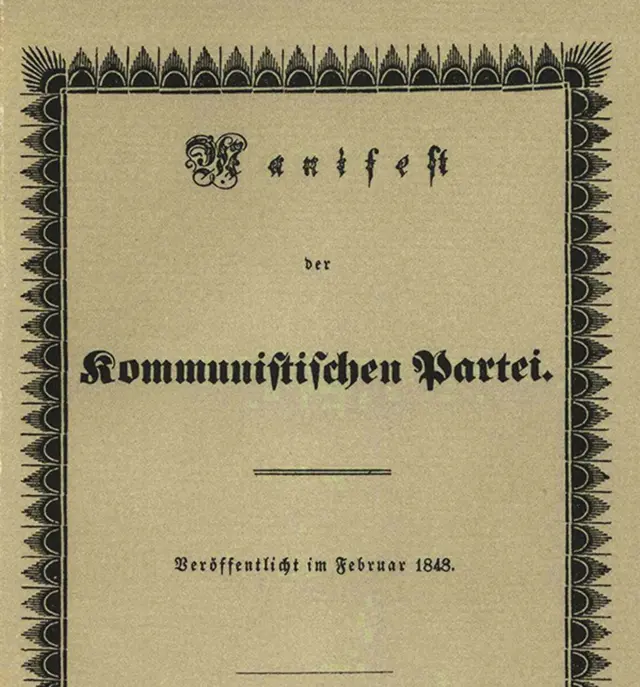 Manifest
der
Kommunistischen Partei.
Veröffentlicht im Februar 1848.